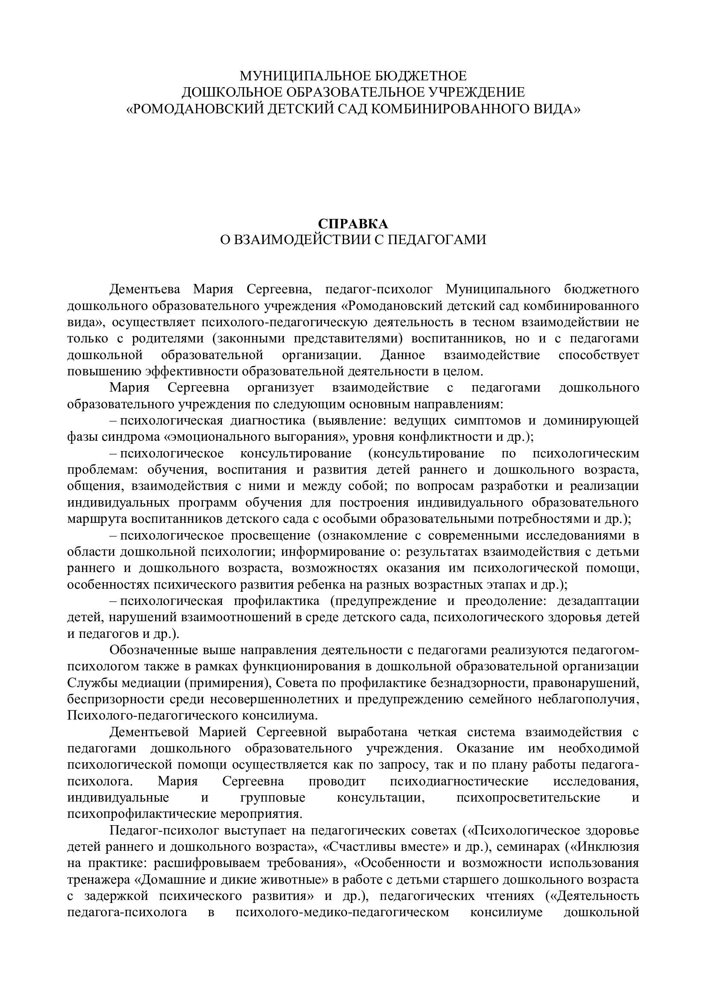 МУНИЦИПАЛЬНОЕ БЮДЖЕТНОЕ
ДОШКОЛЬНОЕ ОБРАЗОВАТЕЛЬНОЕ УЧРЕЖДЕНИЕ
«РОМОДАНОВСКИЙ ДЕТСКИЙ САД КОМБИНИРОВАННОГО ВИДА»
СПРАВКА
О ВЗАИМОДЕЙСТВИИ С ПЕДАГОГАМИ
Дементьева Мария Сергеевна, педагог-психолог Муниципального бюджетного
дошкольного образовательного учреждения «Ромодановский детский сад комбинированного
вида», осуществляет психолого-педагогическую деятельность в тесном взаимодействии не
только с родителями (законными представителями) воспитанников, но и с педагогами
дошкольной образовательной организации. Данное взаимодействие способствует
повышению эффективности образовательной деятельности в целом.
Мария Сергеевна организует взаимодействие с педагогами дошкольного
образовательного учреждения по следующим основным направлениям:
– психологическая диагностика (выявление: ведущих симптомов и доминирующей
фазы синдрома «эмоционального выгорания», уровня конфликтности и др.);
– психологическое консультирование (консультирование по психологическим
проблемам: обучения, воспитания и развития детей раннего и дошкольного возраста,
общения, взаимодействия с ними и между собой; по вопросам разработки и реализации
индивидуальных программ обучения для построения индивидуального образовательного
маршрута воспитанников детского сада с особыми образовательными потребностями и др.);
– психологическое просвещение (ознакомление с современными исследованиями в
области дошкольной психологии; информирование о: результатах взаимодействия с детьми
раннего и дошкольного возраста, возможностях оказания им психологической помощи,
особенностях психического развития ребенка на разных возрастных этапах и др.);
– психологическая профилактика (предупреждение и преодоление: дезадаптации
детей, нарушений взаимоотношений в среде детского сада, психологического здоровья детей
и педагогов и др.).
Обозначенные выше направления деятельности с педагогами реализуются педагогом-
психологом также в рамках функционирования в дошкольной образовательной организации
Службы медиации (примирения), Совета по профилактике безнадзорности, правонарушений,
беспризорности среди несовершеннолетних и предупреждению семейного неблагополучия,
Психолого-педагогического консилиума.
Дементьевой Марией Сергеевной выработана четкая система взаимодействия с
педагогами дошкольного образовательного учреждения. Оказание им необходимой
психологической помощи осуществляется как по запросу, так и по плану работы педагога-
психолога. Мария Сергеевна проводит психодиагностические исследования,
индивидуальные и групповые консультации, психопросветительские и
психопрофилактические мероприятия.
Педагог-психолог выступает на педагогических советах («Психологическое здоровье
детей раннего и дошкольного возраста», «Счастливы вместе» и др.), семинарах («Инклюзия
на практике: расшифровываем требования», «Особенности и возможности использования
тренажера «Домашние и дикие животные» в работе с детьми старшего дошкольного возраста
с задержкой психического развития» и др.), педагогических чтениях («Деятельность
педагога-психолога в психолого-медико-педагогическом консилиуме дошкольной